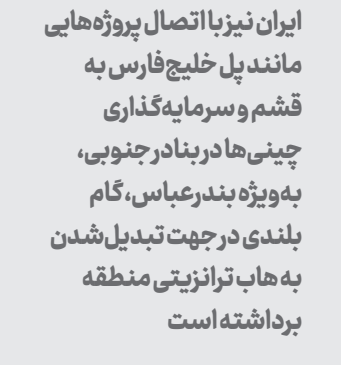 ایران نیز با اتصال پروژه‌هایی
مانند پل خلیج‌فارس به
قشم و سرمایه‌گذاری
چینی‌ها در بنادر جنوبی،
به‌ویژه بندرعباس، گام
بلندی در جهت تبدیل‌شدن
به هاب ترانزیتی منطقه
برداشته است